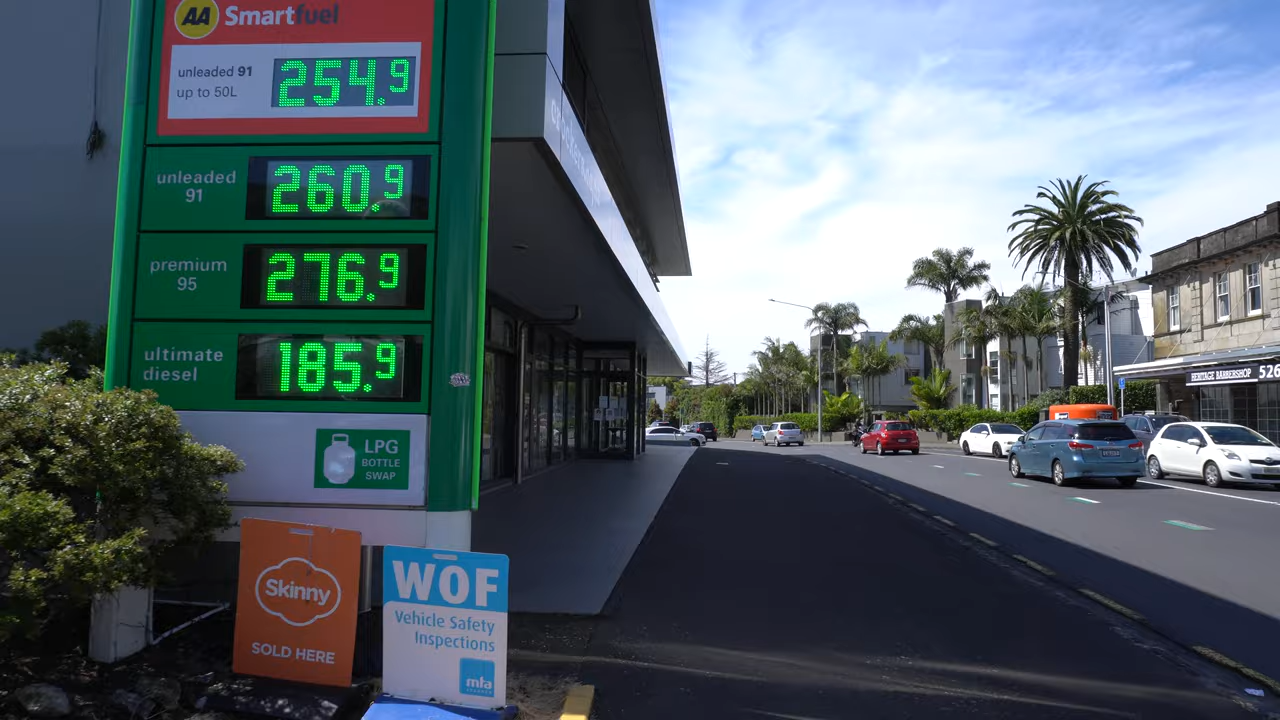 AA Smartfuel
unleaded 91
up to 50L
254.9
unleaded
91
260.9
premium
95
276.9
ultimate
diesel
185.9
LPG
BOTTLE
SWAP
Skinny
SOLD HERE
WOF
Vehicle Safety
Inspections
mta
HERITAGE BARBERSHOP 526